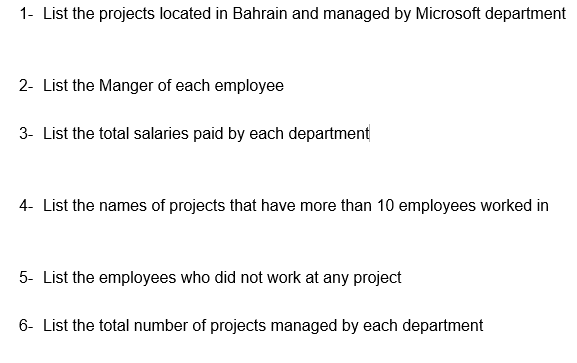 1- List the projects located in Bahrain and managed by Microsoft department
2- List the Manger of each employee
3- List the total salaries paid by each department
4- List the names of projects that have more than 10 employees worked in
5- List the employees who did not work at any project
6- List the total number of projects managed by each department